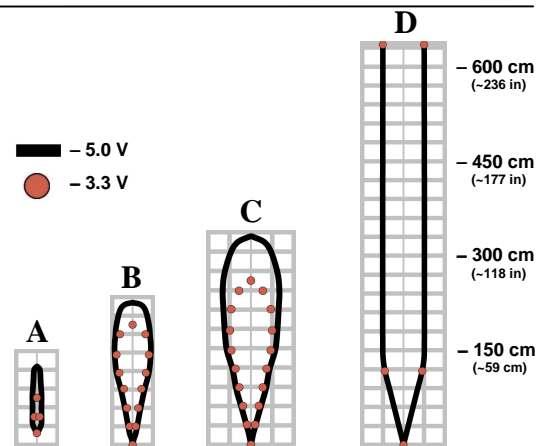 D
– 600 cm
(~236 in)
– 5.0 V
– 3.3 V
– 450 cm
(~177 in)
C
B
– 300 cm
(~118 in)
A
– 150 cm
(~59 cm)